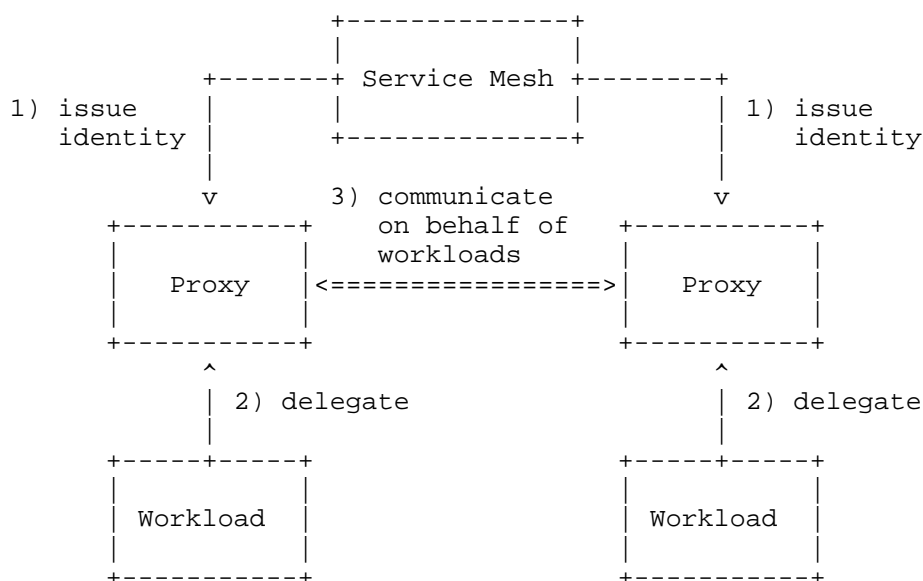 Service Mesh
1) issue
identity
1) issue
identity
3) communicate
on behalf of
workloads
Proxy
Proxy
2) delegate
2) delegate
Workload
Workload